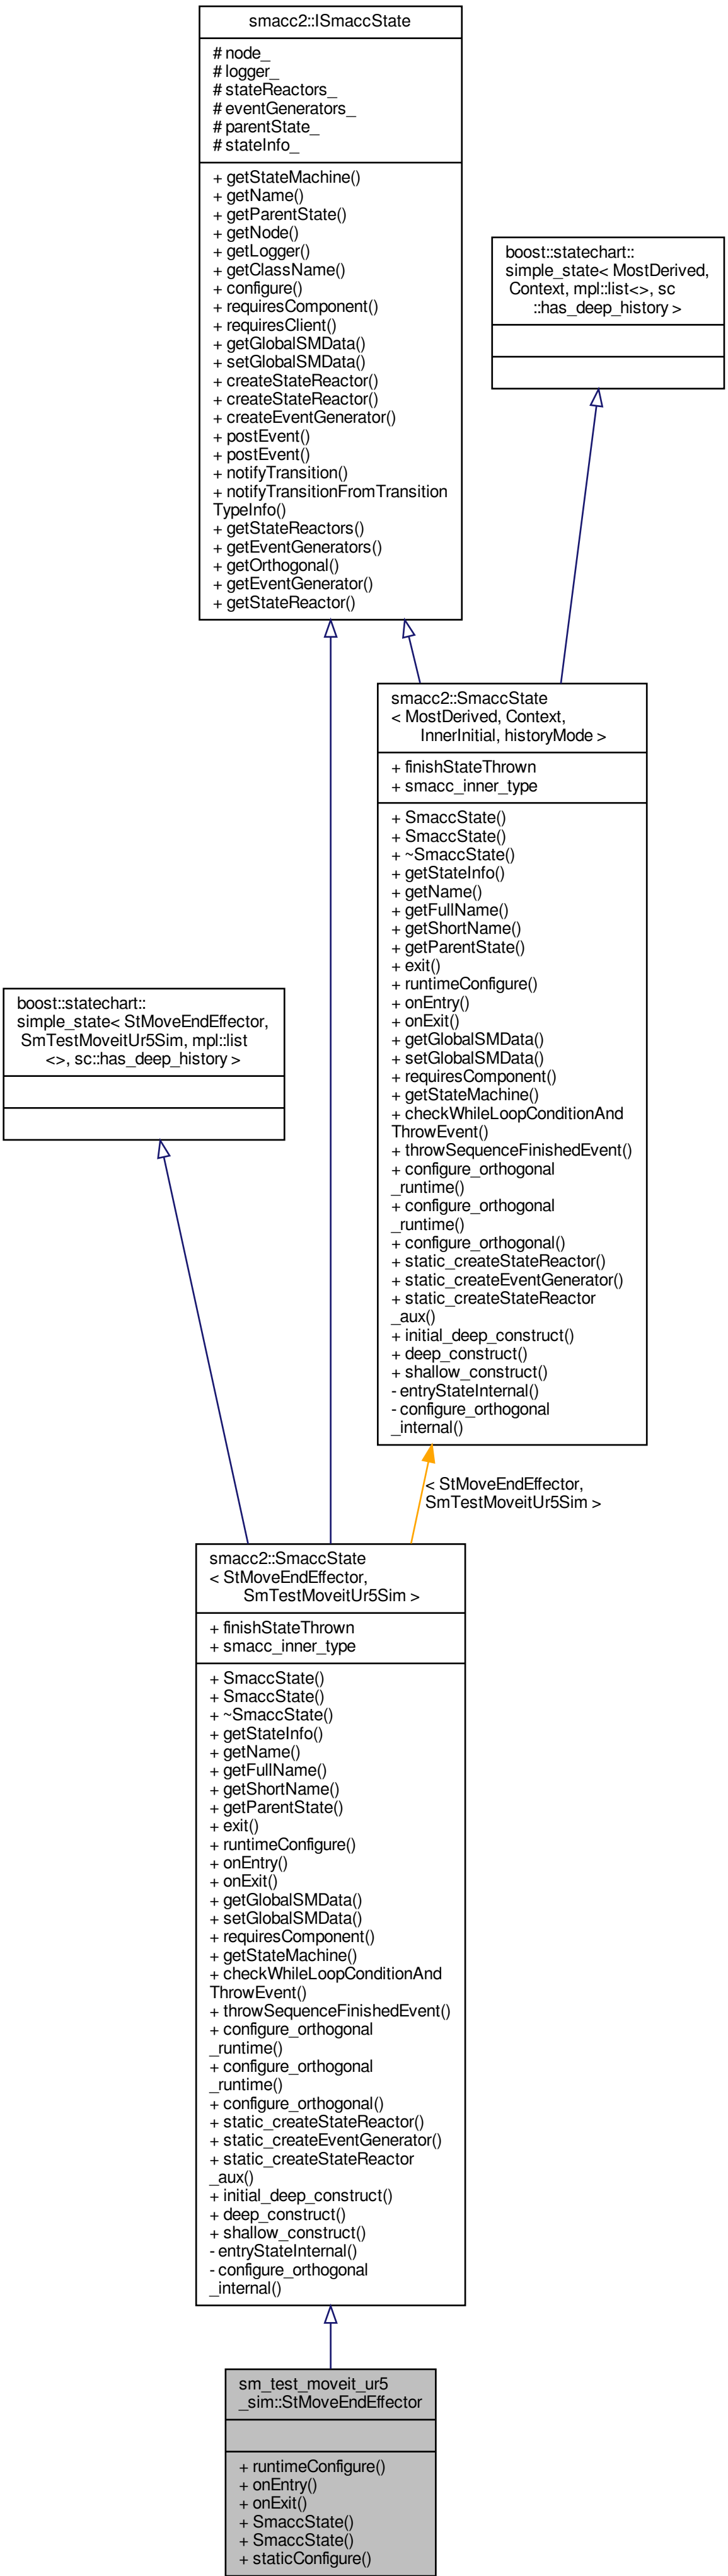 smacc2::ISmaccState
# node_
# logger_
# stateReactors_
# eventGenerators_
# parentState_
# stateInfo_
+ getStateMachine()
+ getName()
+ getParentState()
+ getNode()
+ getLogger()
+ getClassName()
+ configure()
+ requiresComponent()
+ requiresClient()
+ getGlobalSMData()
+ setGlobalSMData()
+ createStateReactor()
+ createStateReactor()
+ createEventGenerator()
+ postEvent()
+ postEvent()
+ notifyTransition()
+ notifyTransitionFromTransition
TypeInfo()
+ getStateReactors()
+ getEventGenerators()
+ getOrthogonal()
+ getEventGenerator()
+ getStateReactor()
boost::statechart::
simple_state< MostDerived,
Context, mpl::list<>, sc
::has_deep_history >
smacc2::SmaccState
< MostDerived, Context,
InnerInitial, historyMode >
+ finishStateThrown
+ smacc_inner_type
+ SmaccState()
+ SmaccState()
+ ~SmaccState()
+ getStateInfo()
+ getName()
+ getFullName()
+ getShortName()
+ getParentState()
+ exit()
+ runtimeConfigure()
+ onEntry()
+ onExit()
+ getGlobalSMData()
+ setGlobalSMData()
+ requiresComponent()
+ getStateMachine()
+ checkWhileLoopConditionAnd
ThrowEvent()
+ throwSequenceFinishedEvent()
+ configure_orthogonal
_runtime()
+ configure_orthogonal
_runtime()
+ configure_orthogonal()
+ static_createStateReactor()
+ static_createEventGenerator()
+ static_createStateReactor
_aux()
+ initial_deep_construct()
+ deep_construct()
+ shallow_construct()
- entryStateInternal()
- configure_orthogonal
_internal()
boost::statechart::
simple_state< StMoveEndEffector,
SmTestMoveitUr5Sim, mpl::list
<>, sc::has_deep_history >
< StMoveEndEffector,
SmTestMoveitUr5Sim >
smacc2::SmaccState
< StMoveEndEffector,
SmTestMoveitUr5Sim >
+ finishStateThrown
+ smacc_inner_type
+ SmaccState()
+ SmaccState()
+ ~SmaccState()
+ getStateInfo()
+ getName()
+ getFullName()
+ getShortName()
+ getParentState()
+ exit()
+ runtimeConfigure()
+ onEntry()
+ onExit()
+ getGlobalSMData()
+ setGlobalSMData()
+ requiresComponent()
+ getStateMachine()
+ checkWhileLoopConditionAnd
ThrowEvent()
+ throwSequenceFinishedEvent()
+ configure_orthogonal
_runtime()
+ configure_orthogonal
_runtime()
+ configure_orthogonal()
+ static_createStateReactor()
+ static_createEventGenerator()
+ static_createStateReactor
_aux()
+ initial_deep_construct()
+ deep_construct()
+ shallow_construct()
- entryStateInternal()
- configure_orthogonal
_internal()
sm_test_moveit_ur5
_sim::StMoveEndEffector
+ runtimeConfigure()
+ onEntry()
+ onExit()
+ SmaccState()
+ SmaccState()
+ staticConfigure()